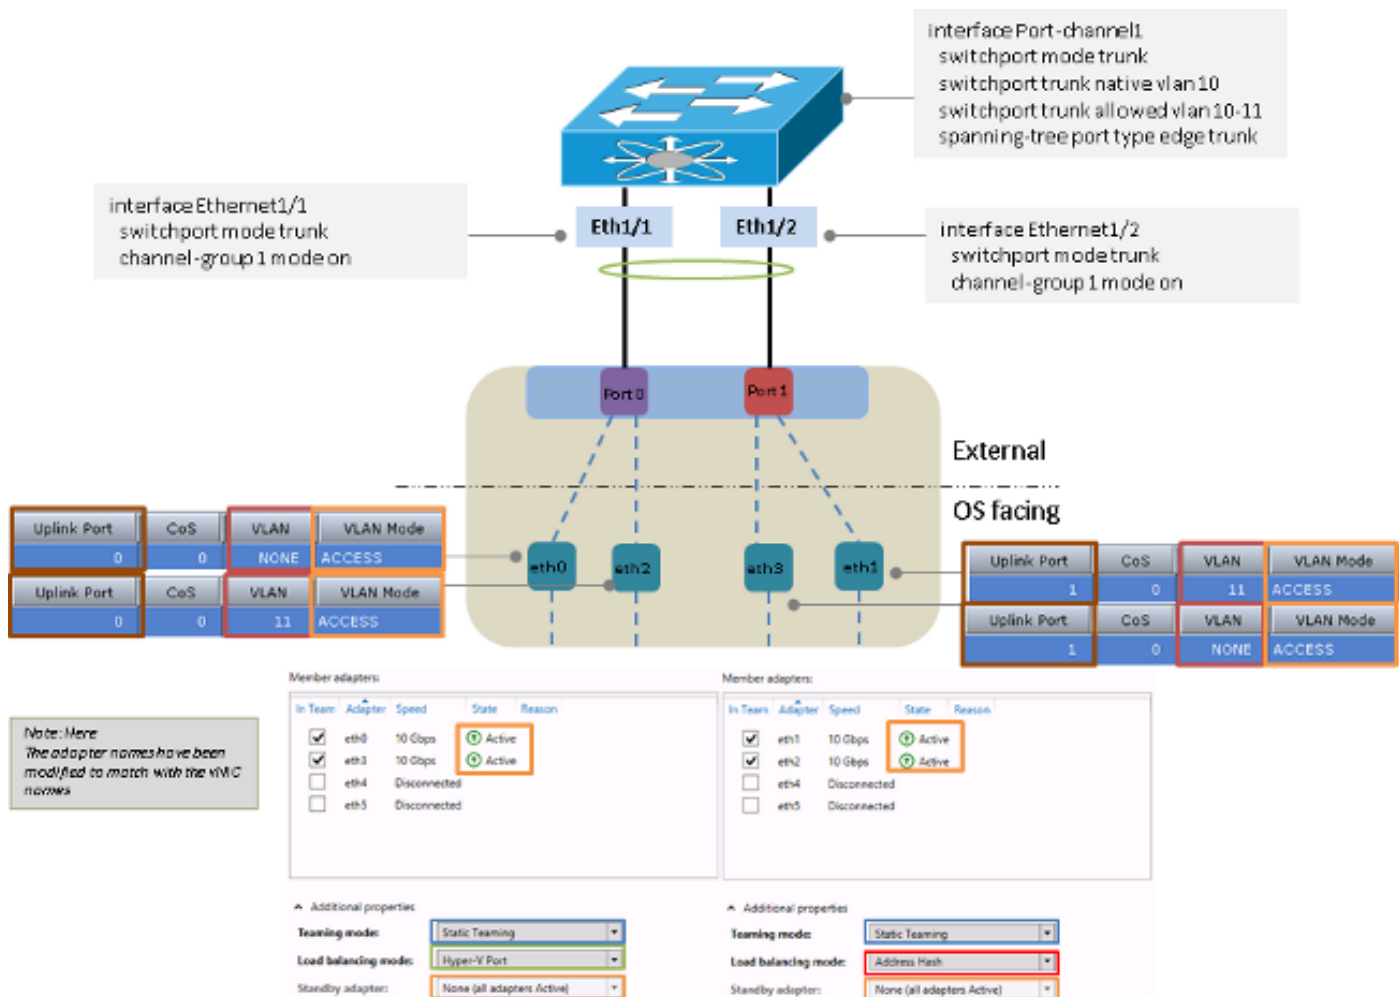 interface Port-channel1
switchport mode trunk
switchport trunk native vlan 10
switchport trunk allowed vlan 10-11
spanning-tree port type edge trunk
interface Ethernet1/1
switchport mode trunk
channel-group 1 mode on
Eth1/1
Eth1/2
interface Ethernet1/2
switchport mode trunk
channel-group 1 mode on
Port 0
Port 1
External
OS facing
Uplink Port CoS VLAN VLAN Mode
0 0 NONE ACCESS
Uplink Port CoS VLAN VLAN Mode
0 0 11 ACCESS
eth0
eth2
eth3
eth1
Uplink Port CoS VLAN VLAN Mode
1 0 11 ACCESS
Uplink Port CoS VLAN VLAN Mode
1 0 NONE ACCESS
Note: Here
The adapter names have been
modified to match with the vNIC
names
Member adapters:
In Team Adapter Speed State Reason
eth0 10 Gbps Active
eth3 10 Gbps Active
eth4 Disconnected
eth5 Disconnected
Additional properties
Teaming mode: Static Teaming
Load balancing mode: Hyper-V Port
Standby adapter: None (all adapters Active)
Member adapters:
In Team Adapter Speed State Reason
eth1 10 Gbps Active
eth2 10 Gbps Active
eth4 Disconnected
eth5 Disconnected
Additional properties
Teaming mode: Static Teaming
Load balancing mode: Address Hash
Standby adapter: None (all adapters Active)